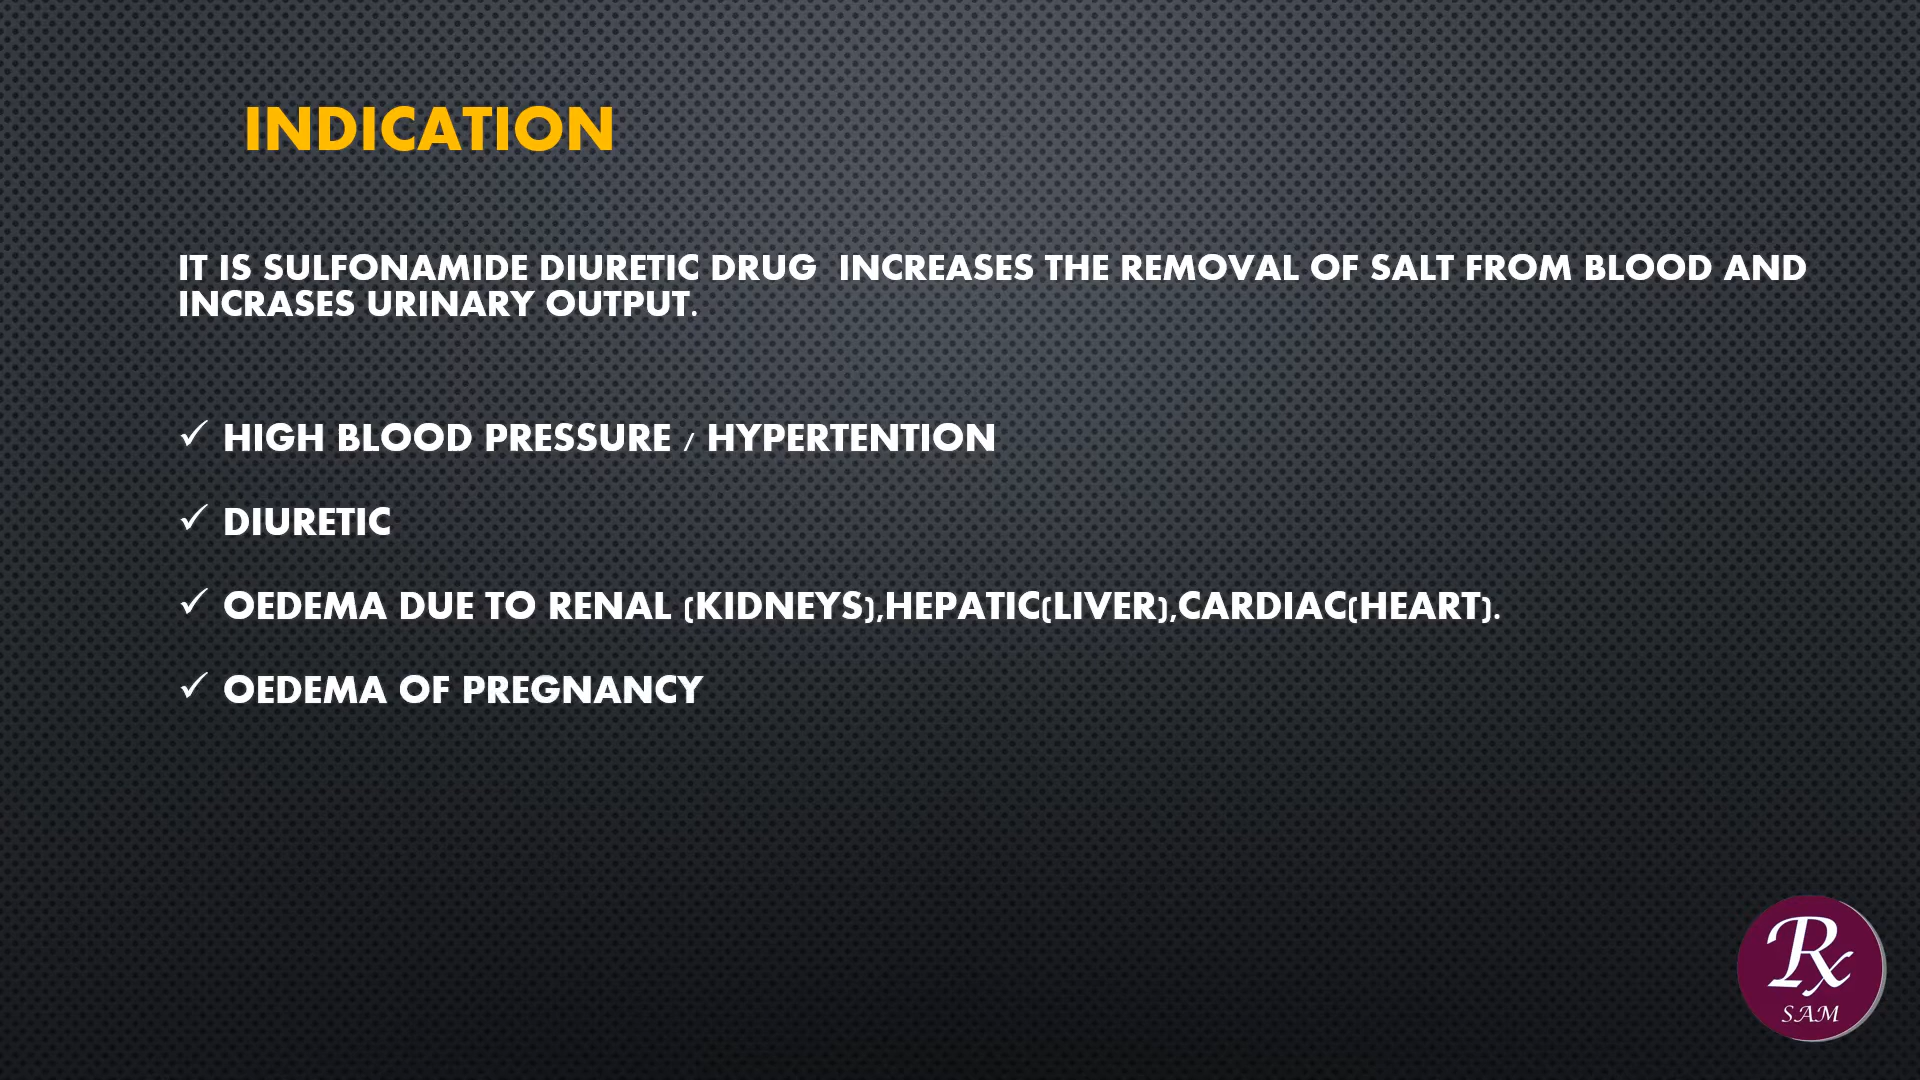 INDICATION
IT IS SULFONAMIDE DIURETIC DRUG  INCREASES THE REMOVAL OF SALT FROM BLOOD AND
INCRASES URINARY OUTPUT.
✓ HIGH BLOOD PRESSURE / HYPERTENTION
✓ DIURETIC
✓ OEDEMA DUE TO RENAL (KIDNEYS),HEPATIC(LIVER),CARDIAC(HEART).
✓ OEDEMA OF PREGNANCY
Rx
SAM